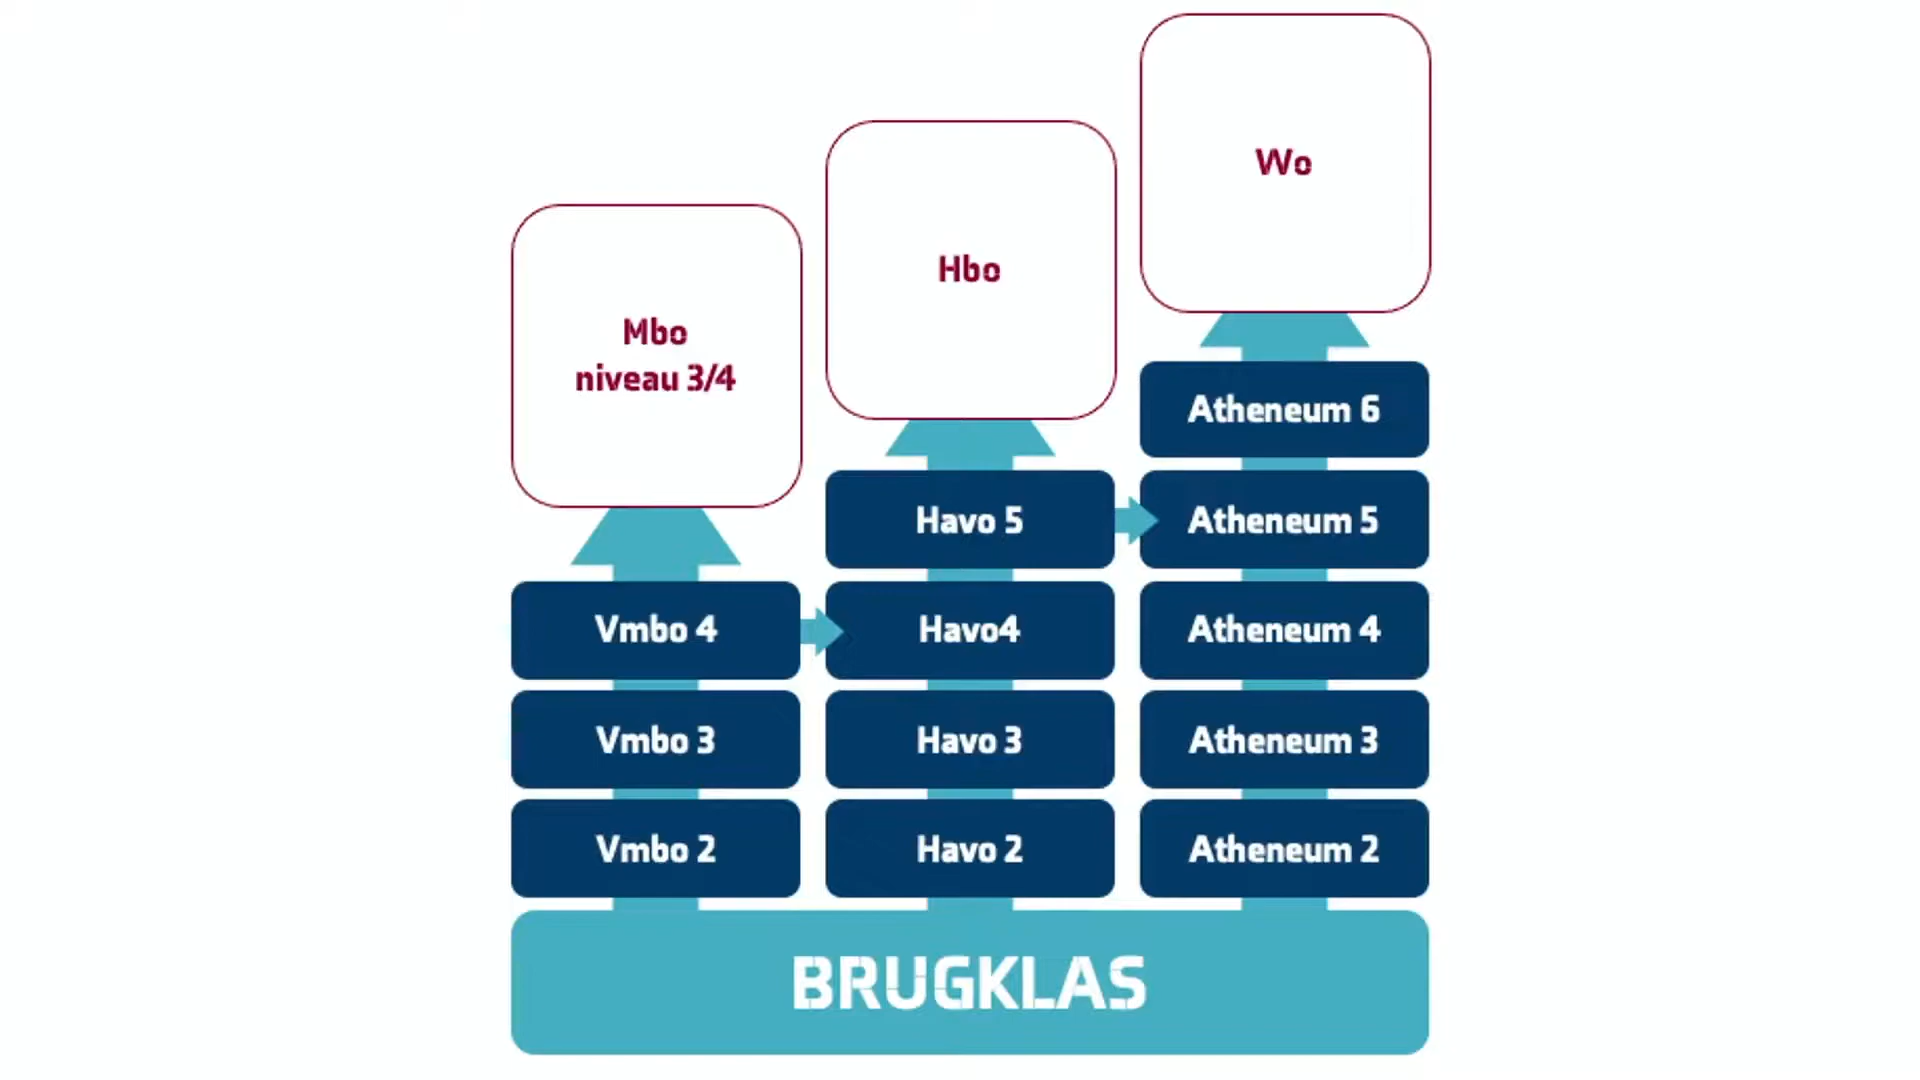 Wo
Hbo
Mbo
niveau 3/4
Atheneum 6
Havo 5
Atheneum 5
Vmbo 4
Havo4
Atheneum 4
Vmbo 3
Havo 3
Atheneum 3
Vmbo 2
Havo 2
Atheneum 2
BRUGKLAS